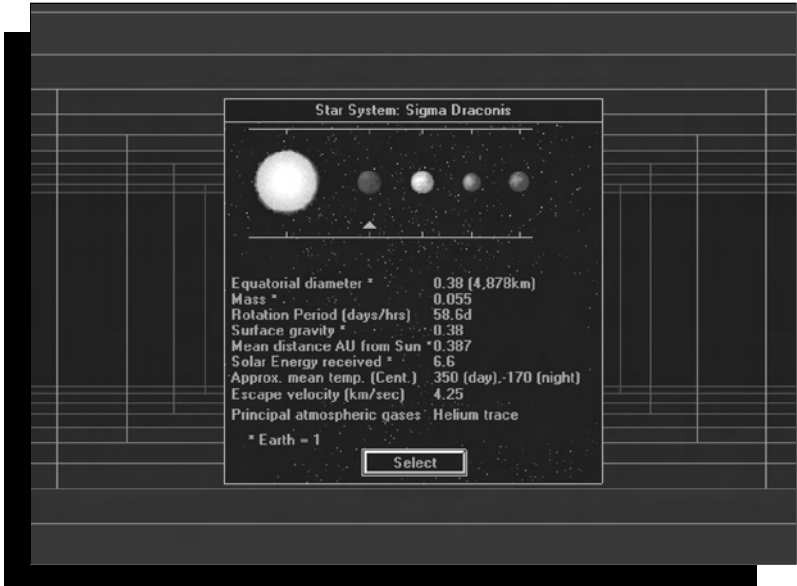 Star System: Sigma Draconis
Equatorial diameter * 0.38 (4,878km)
Mass * 0.055
Rotation Period (days/hrs) 58.6d
Surface gravity * 0.38
Mean distance AU from Sun * 0.387
Solar Energy received * 6.6
Approx. mean temp. (Cent.) 350 (day),-170 (night)
Escape velocity (km/sec) 4.25
Principal atmospheric gases Helium trace
* Earth = 1
Select